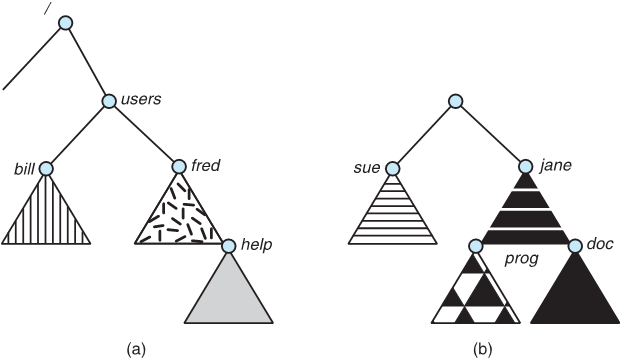 /
users
bill
fred
help
(a)
sue
jane
prog
doc
(b)